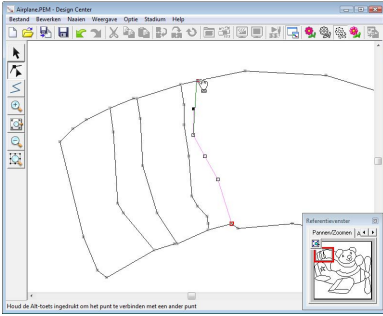 Airplane.PEM - Design Center
Bestand Bewerken Naaien Weergave Optie Stadium Help
Referentievenster
Pannen/Zoomen
Houd de Alt-toets ingedrukt om het punt te verbinden met een ander punt